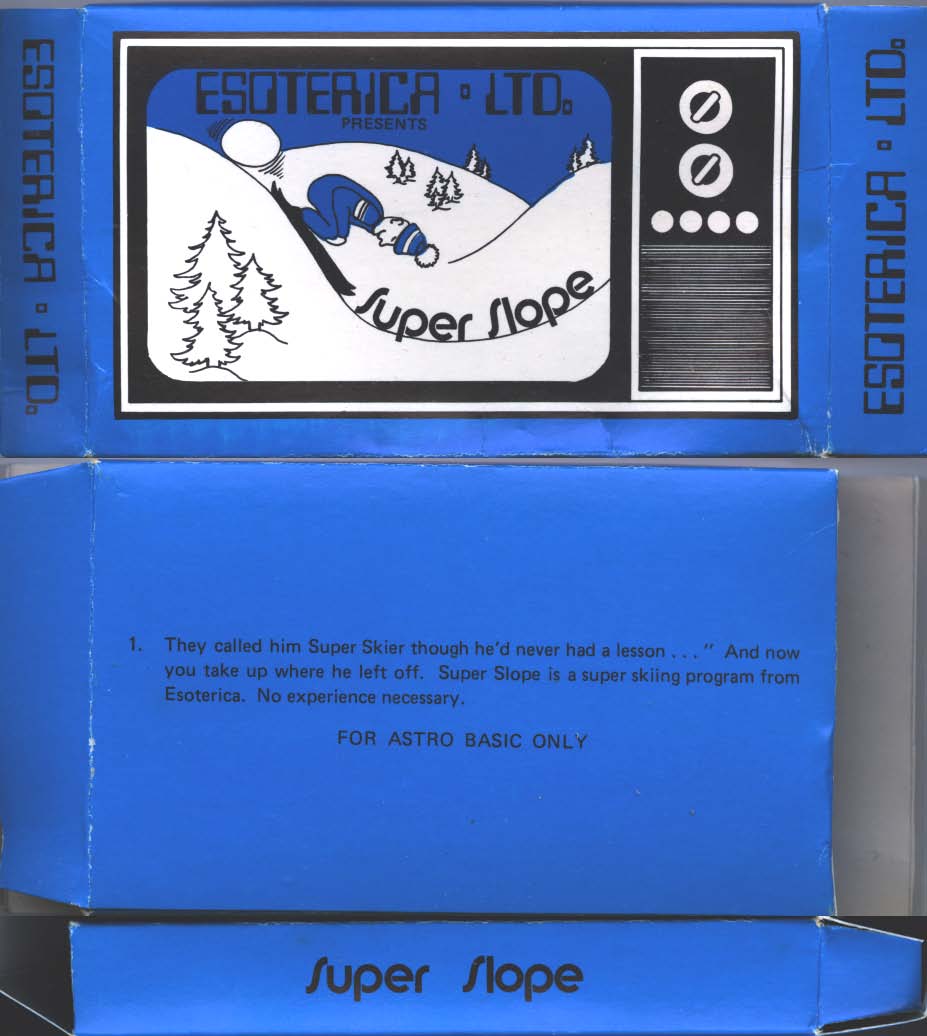 ESOTERICA · LTD.
ESOTERICA · LTD.
PRESENTS
Super Slope
ESOTERICA · LTD.
1. They called him Super Skier though he'd never had a lesson . . ." And now
you take up where he left off. Super Slope is a super skiing program from
Esoterica. No experience necessary.
FOR ASTRO BASIC ONLY
Super Slope